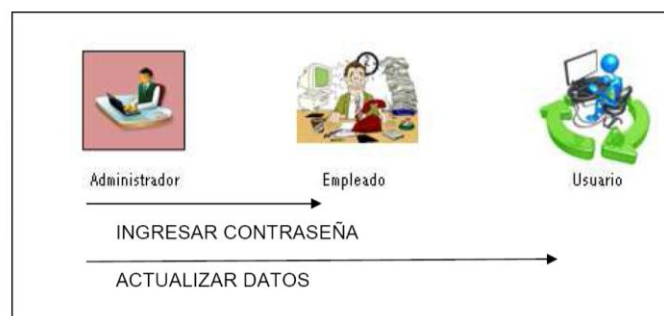 Administrador
Empleado
Usuario
INGRESAR CONTRASEÑA
ACTUALIZAR DATOS